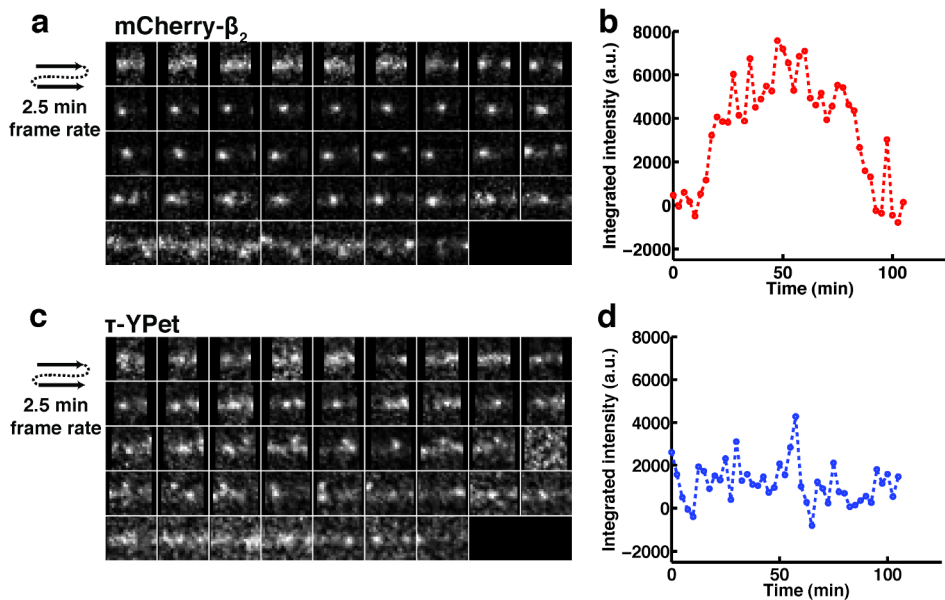 a
mCherry-β₂
2.5 min
frame rate
b
Integrated intensity (a.u.)
8000
6000
4000
2000
0
−2000
0
50
100
Time (min)
c
τ-YPet
2.5 min
frame rate
d
Integrated intensity (a.u.)
8000
6000
4000
2000
0
−2000
0
50
100
Time (min)